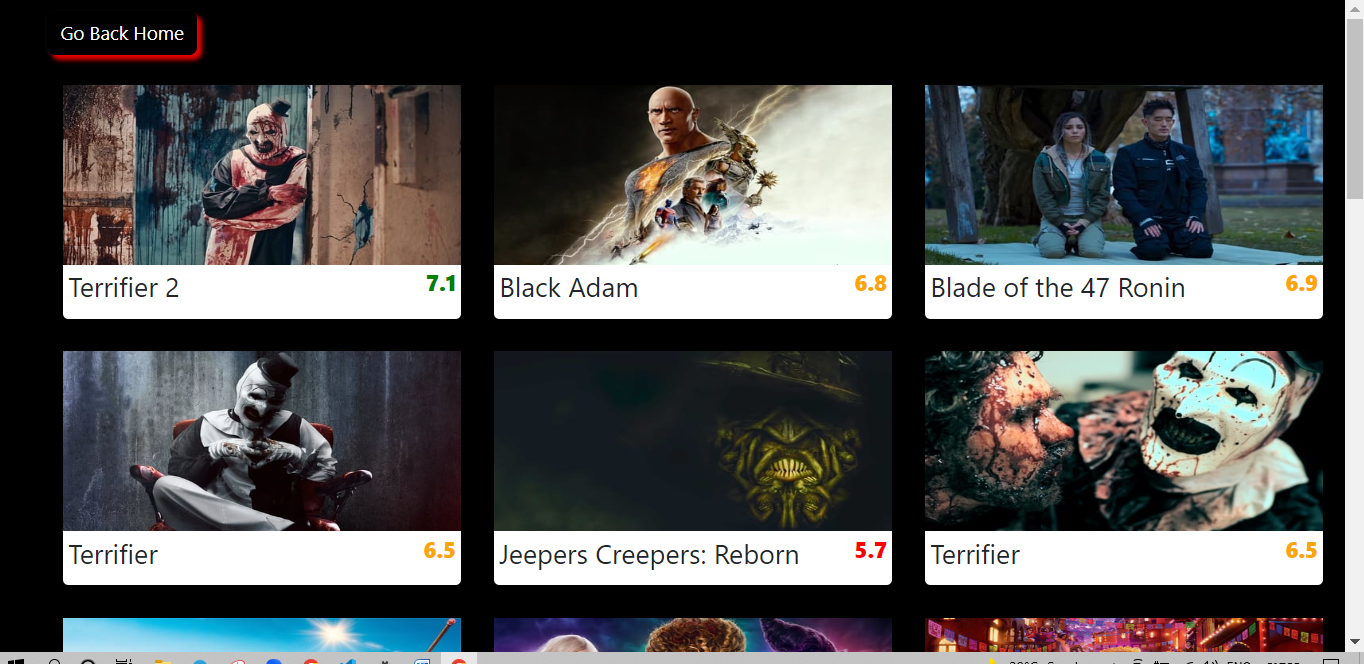 Go Back Home
Terrifier 2 7.1
Black Adam 6.8
Blade of the 47 Ronin 6.9
Terrifier 6.5
Jeepers Creepers: Reborn 5.7
Terrifier 6.5